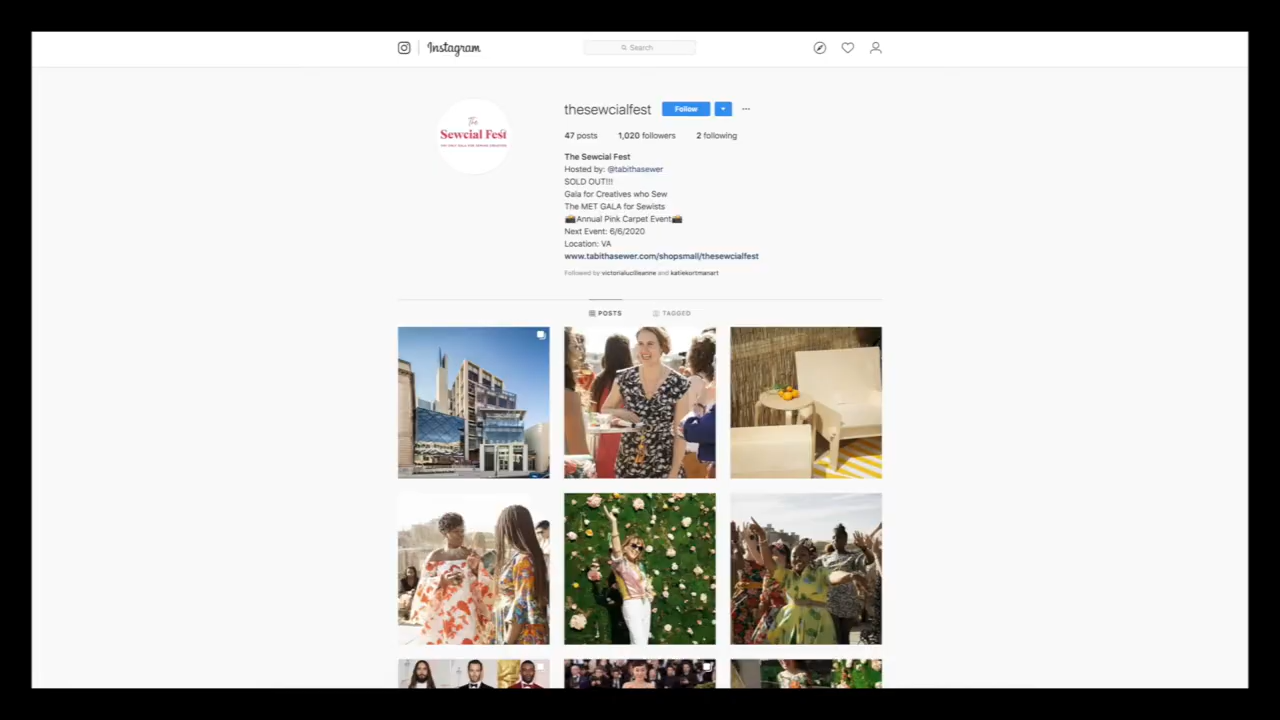 Instagram
Search
thesewcialfest
Follow
47 posts 1,020 followers 2 following
The Sewcial Fest
Hosted by: @tabithasewer
SOLD OUT!!!
Gala for Creatives who Sew
The MET GALA for Sewists
📸Annual Pink Carpet Event📸
Next Event: 6/6/2020
Location: VA
www.tabithasewer.com/shopsmall/thesewcialfest
Followed by victorialucilleanne and katiekortmanart
The
Sewcial Fest
POSTS TAGGED